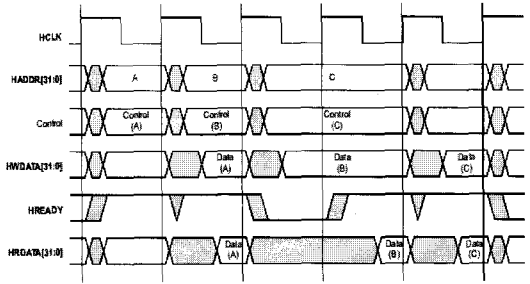 HCLK
HADDR[31:0] A B C
Control Control (A) Control (B) Control (C)
HWDATA[31:0] Data (A) Data (B) Data (C)
HREADY
HRDATA[31:0] Data (A) Data (B) Data (C)